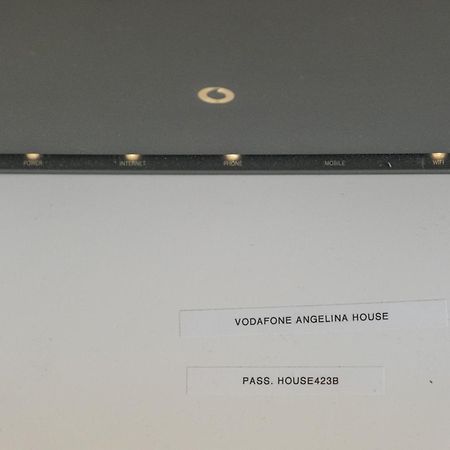 POWER INTERNET PHONE MOBILE WIFI
VODAFONE ANGELINA HOUSE
PASS. HOUSE423B